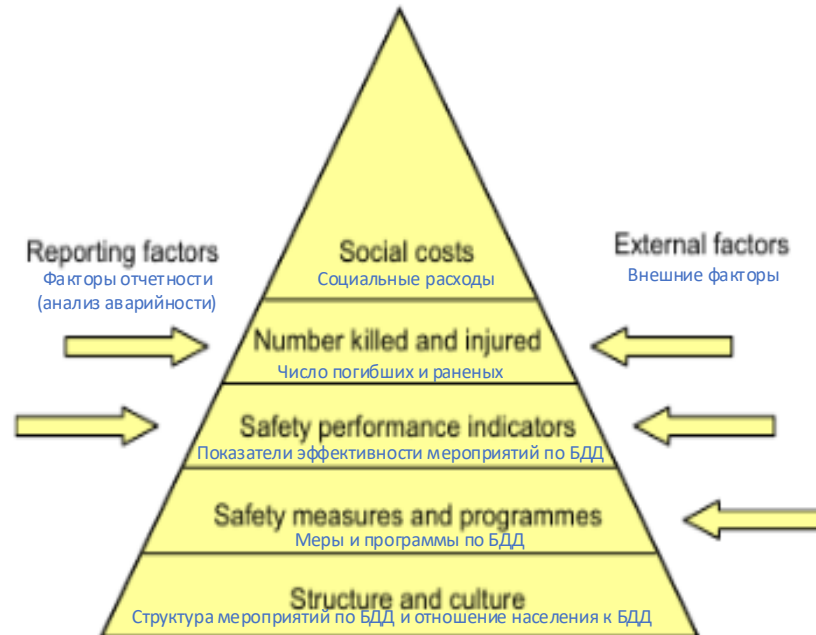 Reporting factors
Факторы отчетности
(анализ аварийности)
Social costs
Социальные расходы
External factors
Внешние факторы
Number killed and injured
Число погибших и раненых
Safety performance indicators
Показатели эффективности мероприятий по БДД
Safety measures and programmes
Меры и программы по БДД
Structure and culture
Структура мероприятий по БДД и отношение населения к БДД